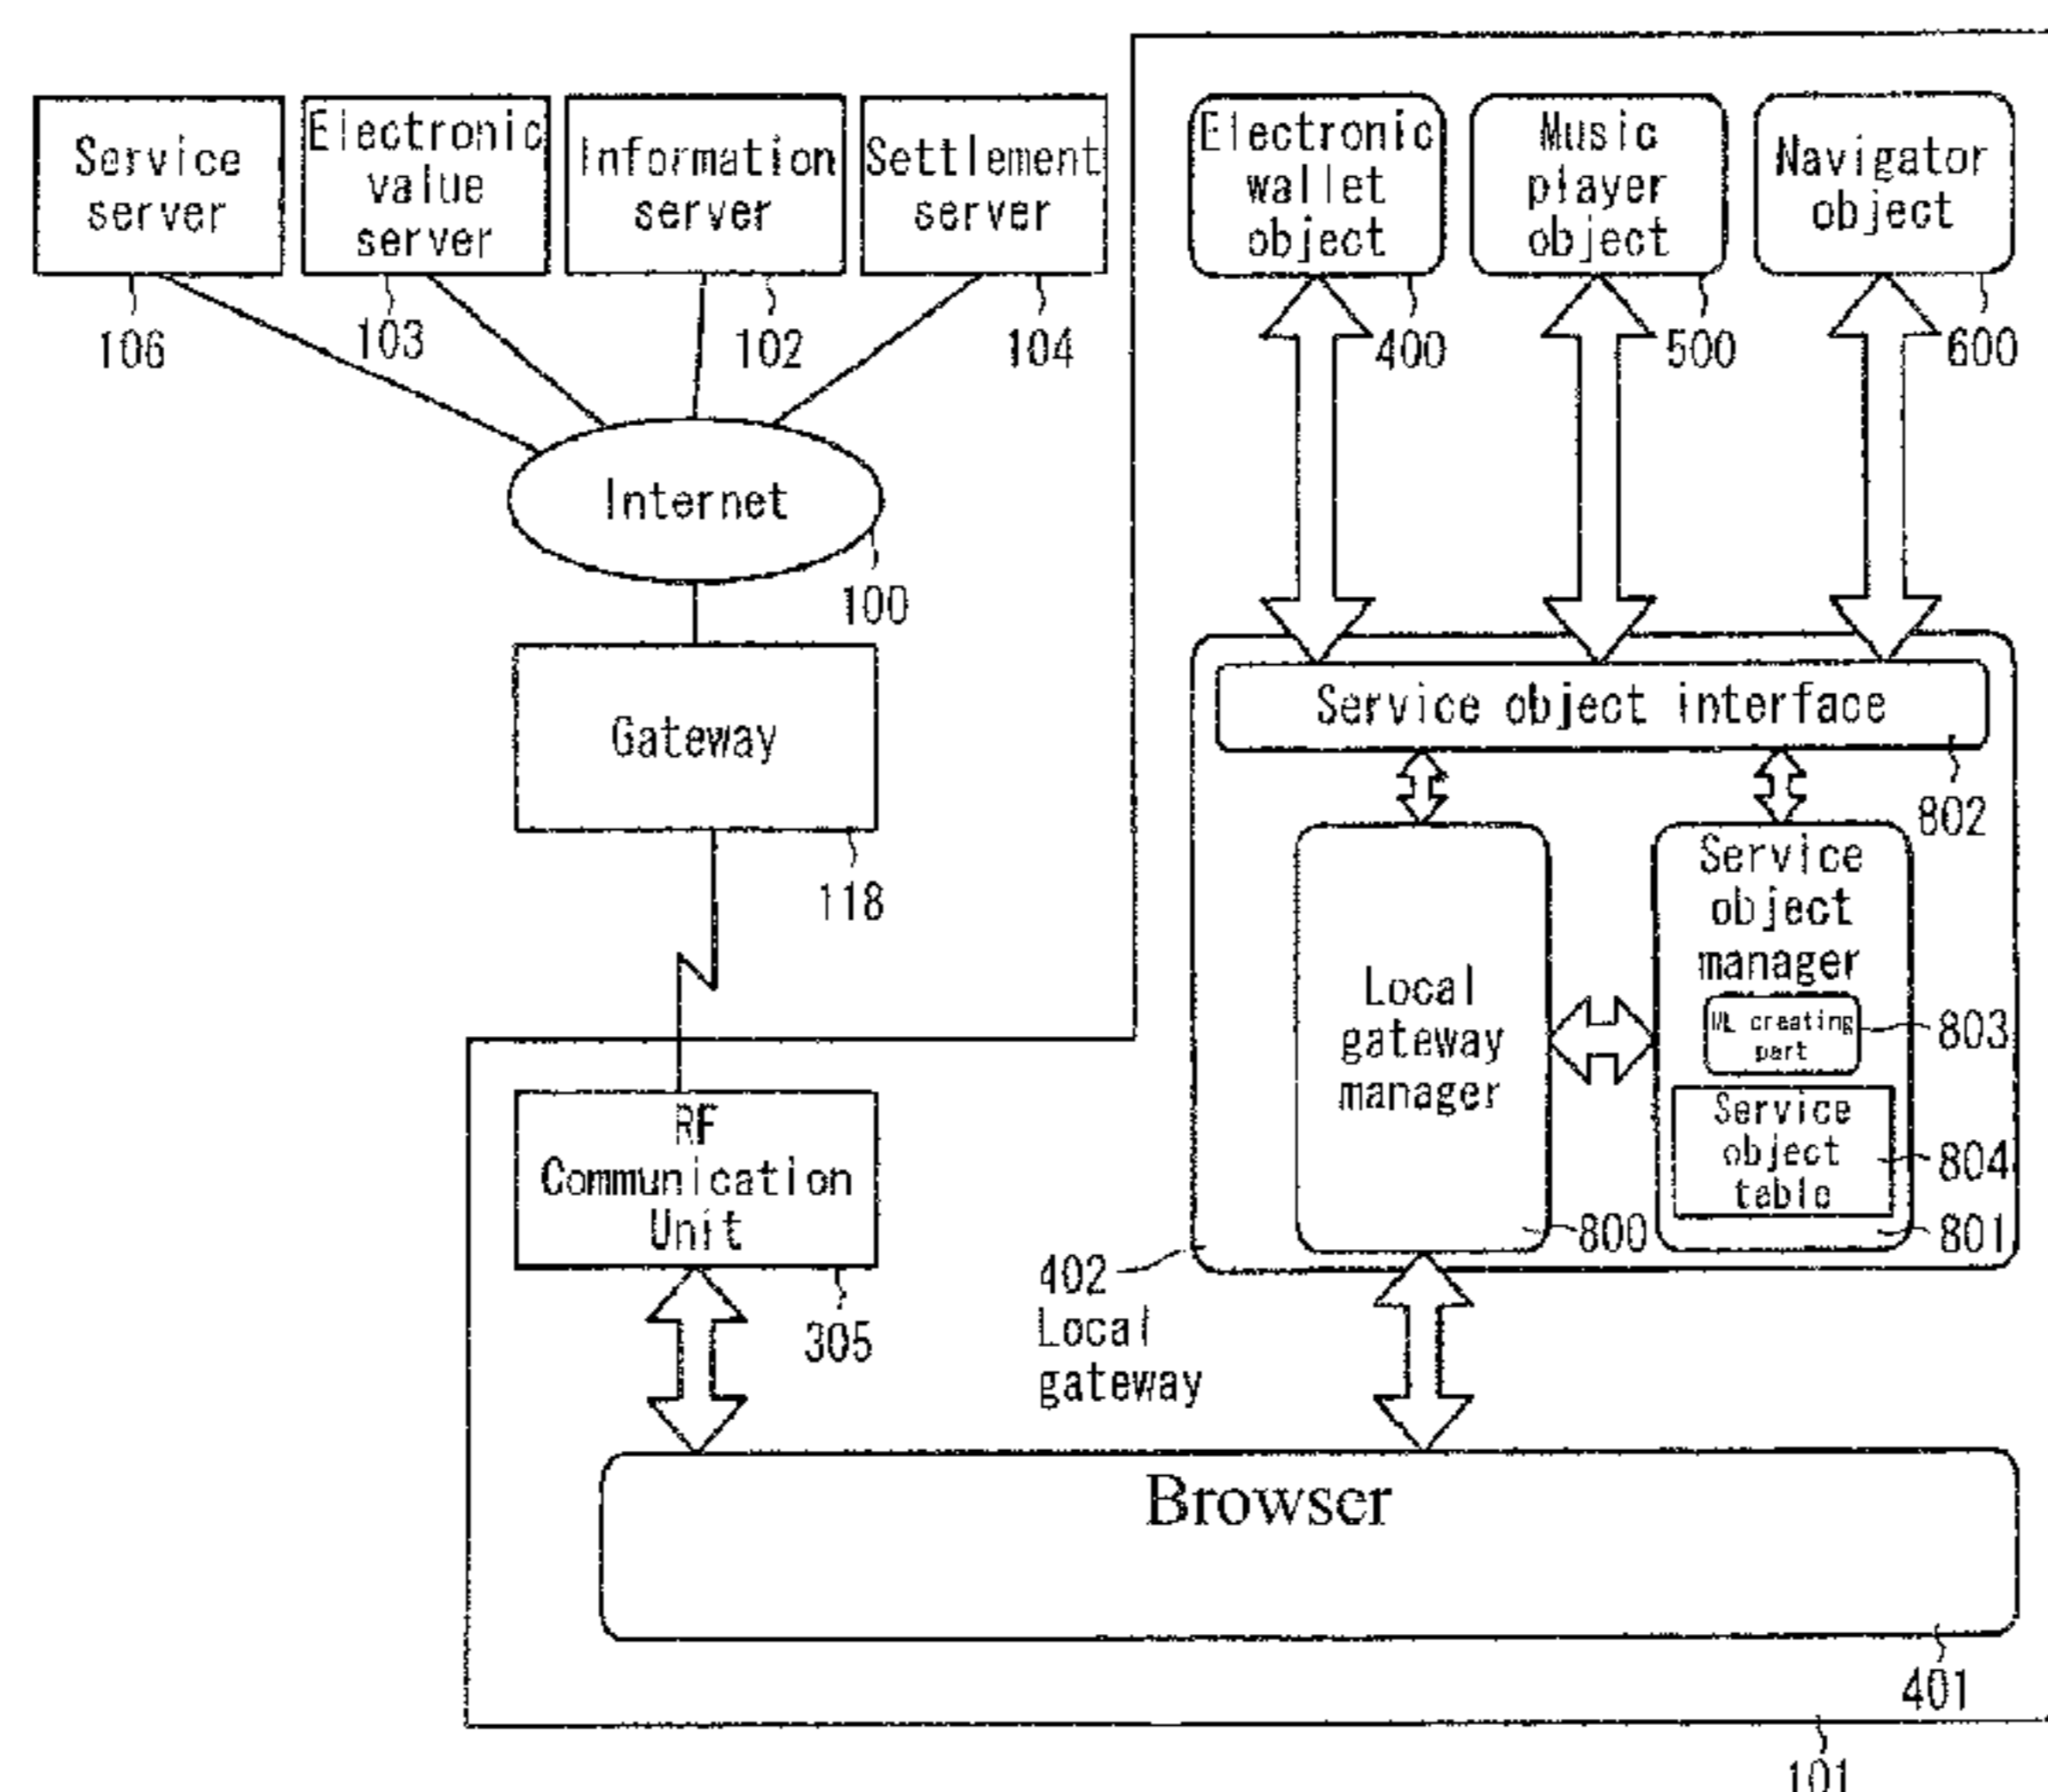 Service
server
106
Electronic
value
server
103
Information
server
102
Settlement
server
104
Internet
100
Gateway
118
RF
Communication
Unit
305
Electronic
wallet
object
400
Music
player
object
500
Navigator
object
600
Service object interface
802
Local
gateway
manager
800
Service
object
manager
creating
part
803
Service
object
table
804
801
402
Local
gateway
Browser
401
101